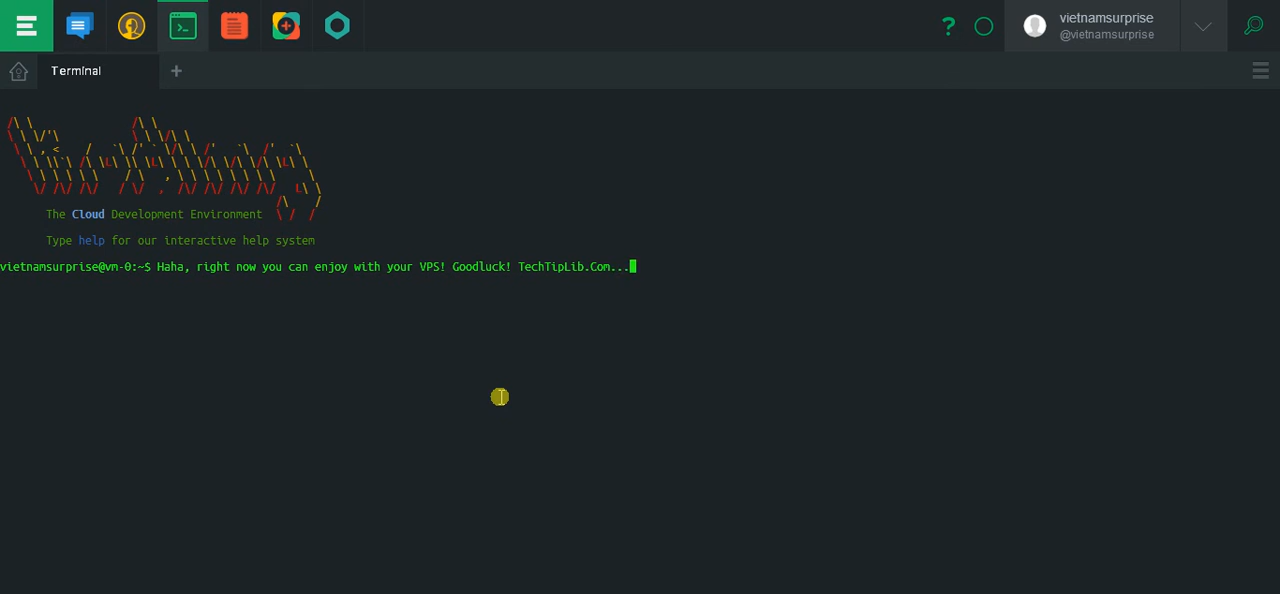 vietnamsurprise
@vietnamsurprise
Terminal
The Cloud Development Environment
Type help for our interactive help system
vietnamsurprise@vm-0:~$ Haha, right now you can enjoy with your VPS! Goodluck! TechTipLib.Com...